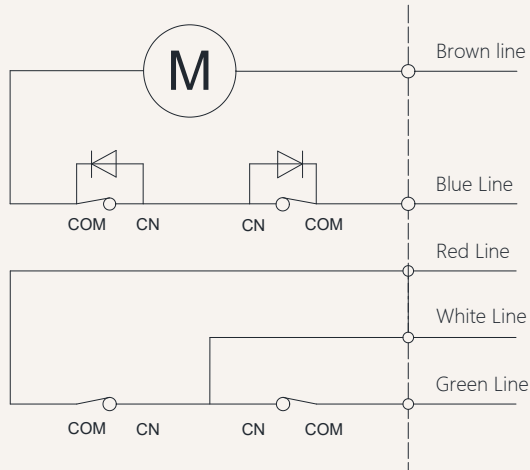 M
Brown line
Blue Line
COM CN CN COM
Red Line
White Line
Green Line
COM CN CN COM